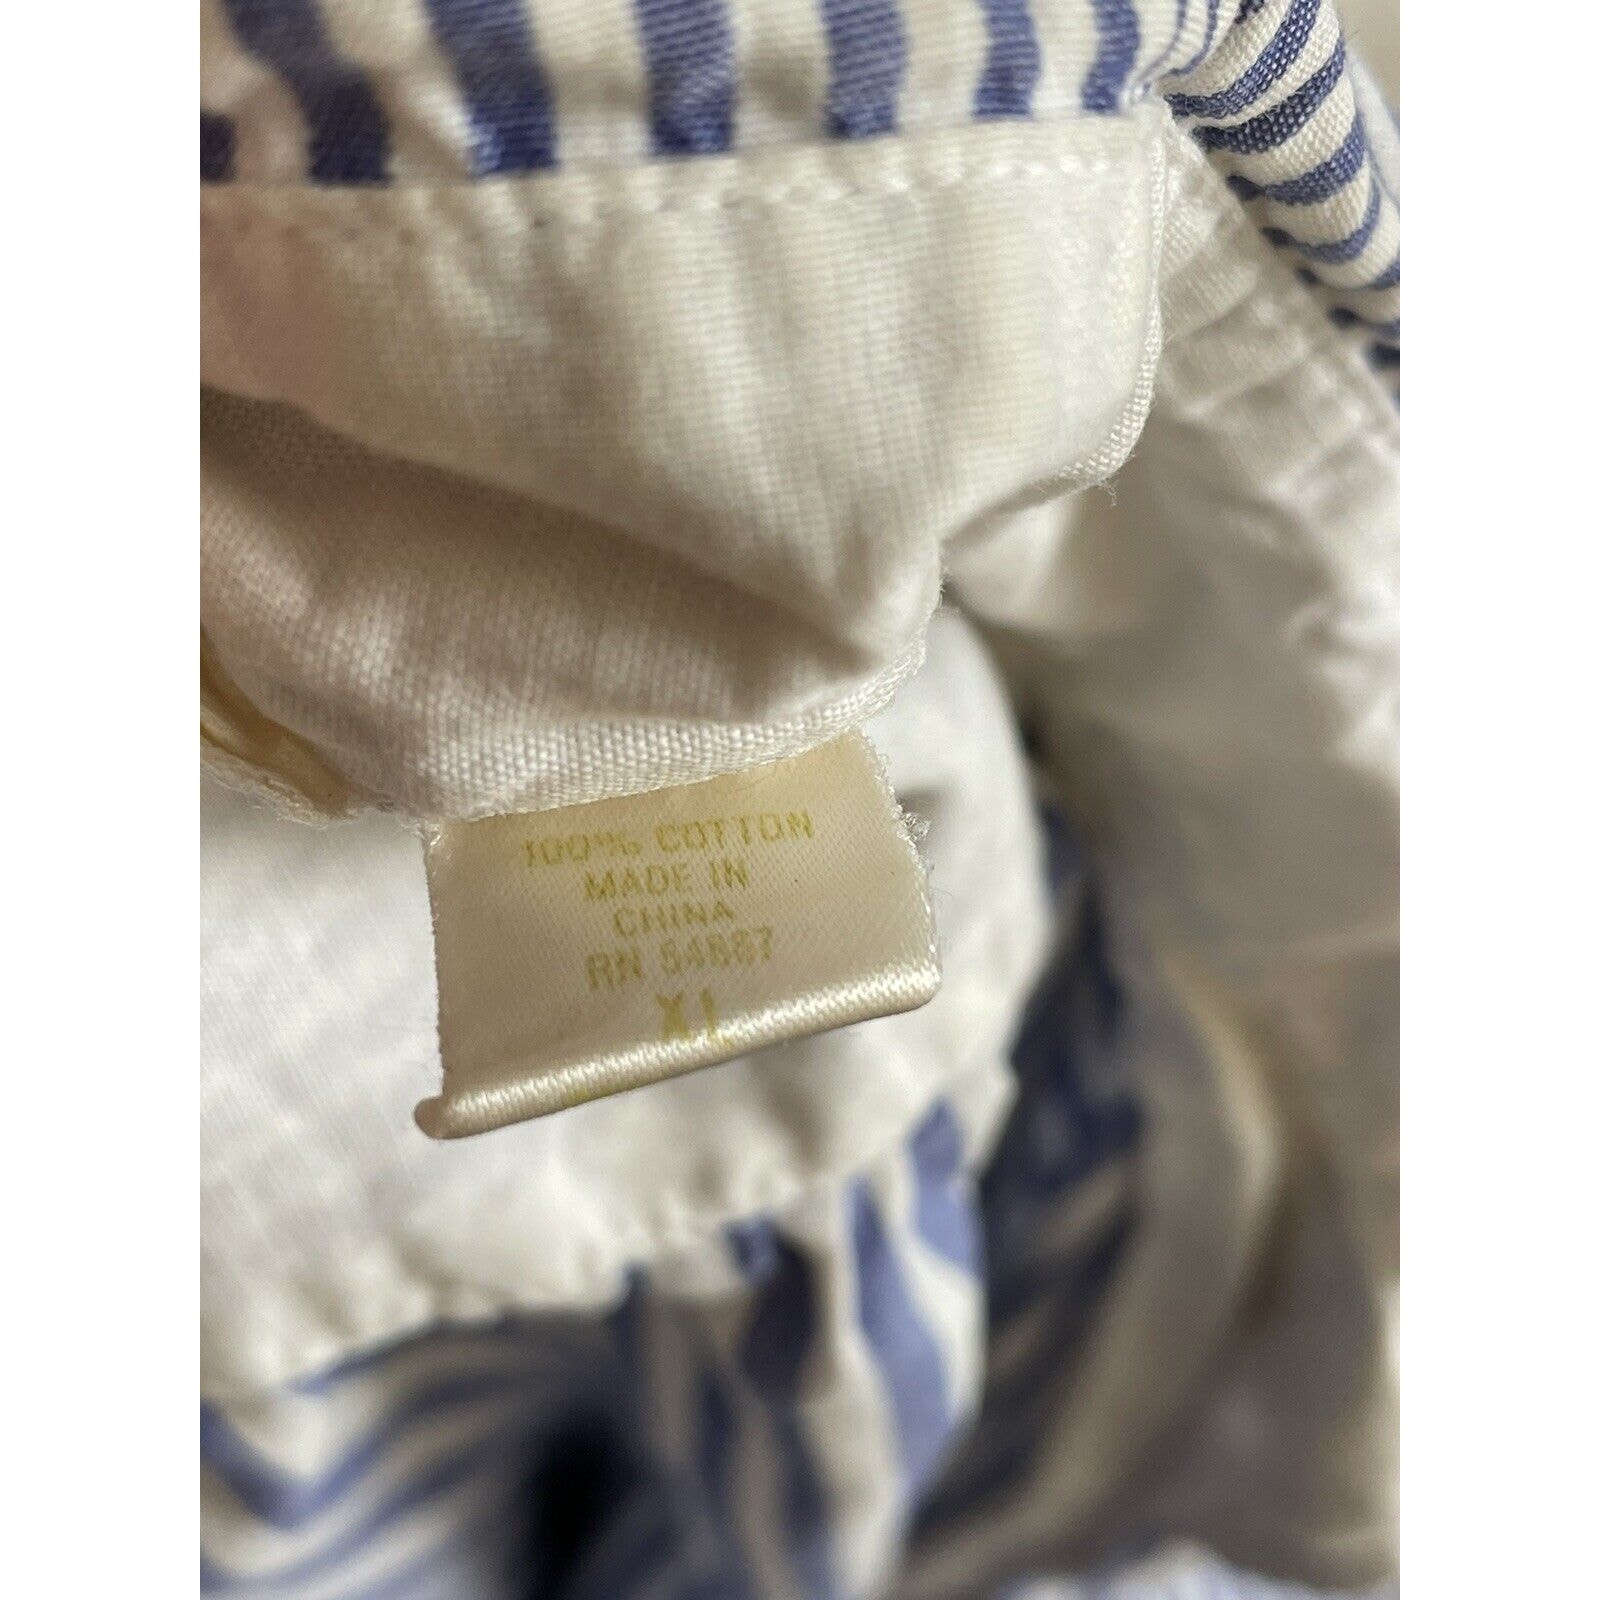 100% COTTON
MADE IN
CHINA
RN 54867
XL